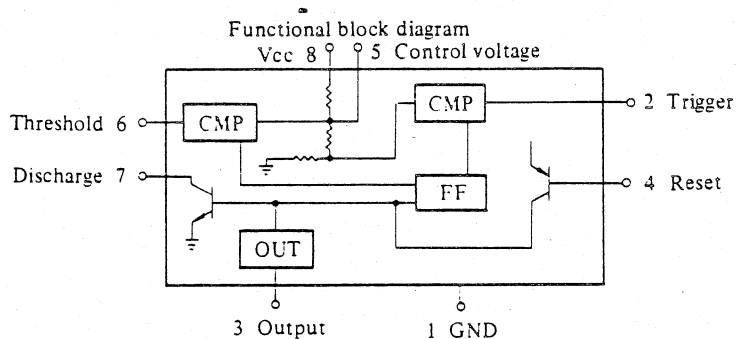 Functional block diagram
Vcc 8 5 Control voltage
CMP
2 Trigger
Threshold 6
CMP
Discharge 7
FF
4 Reset
OUT
3 Output
1 GND